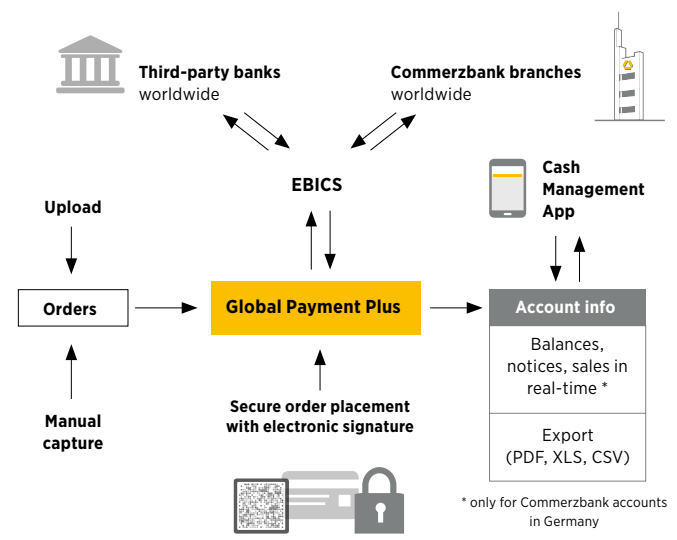 Third-party banks
worldwide
Commerzbank branches
worldwide
EBICS
Cash
Management
App
Upload
Orders
Global Payment Plus
Account info
Balances,
notices, sales in
real-time *
Manual
capture
Secure order placement
with electronic signature
Export
(PDF, XLS, CSV)
* only for Commerzbank accounts
in Germany